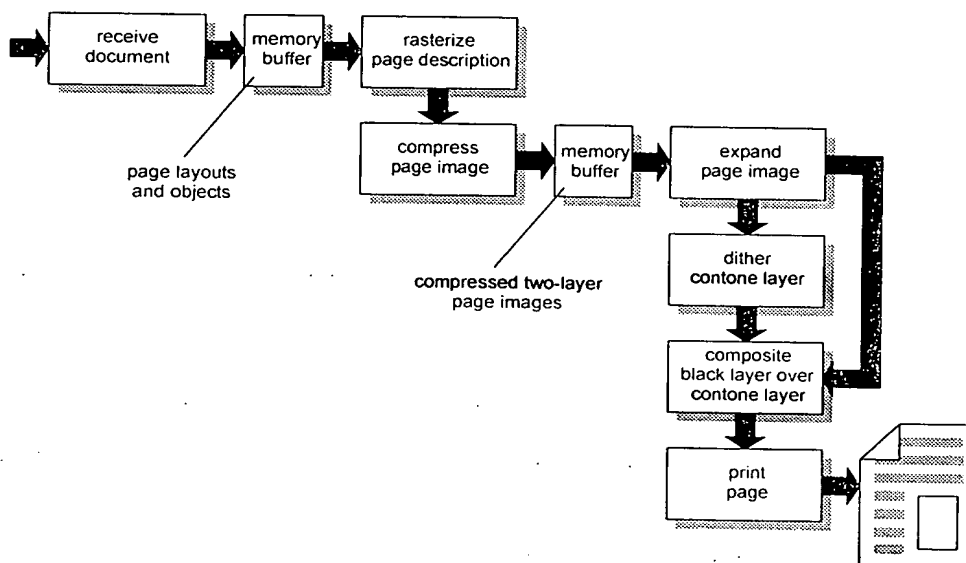 receive
document
memory
buffer
rasterize
page description
page layouts
and objects
compress
page image
memory
buffer
expand
page image
compressed two-layer
page images
dither
contone layer
composite
black layer over
contone layer
print
page